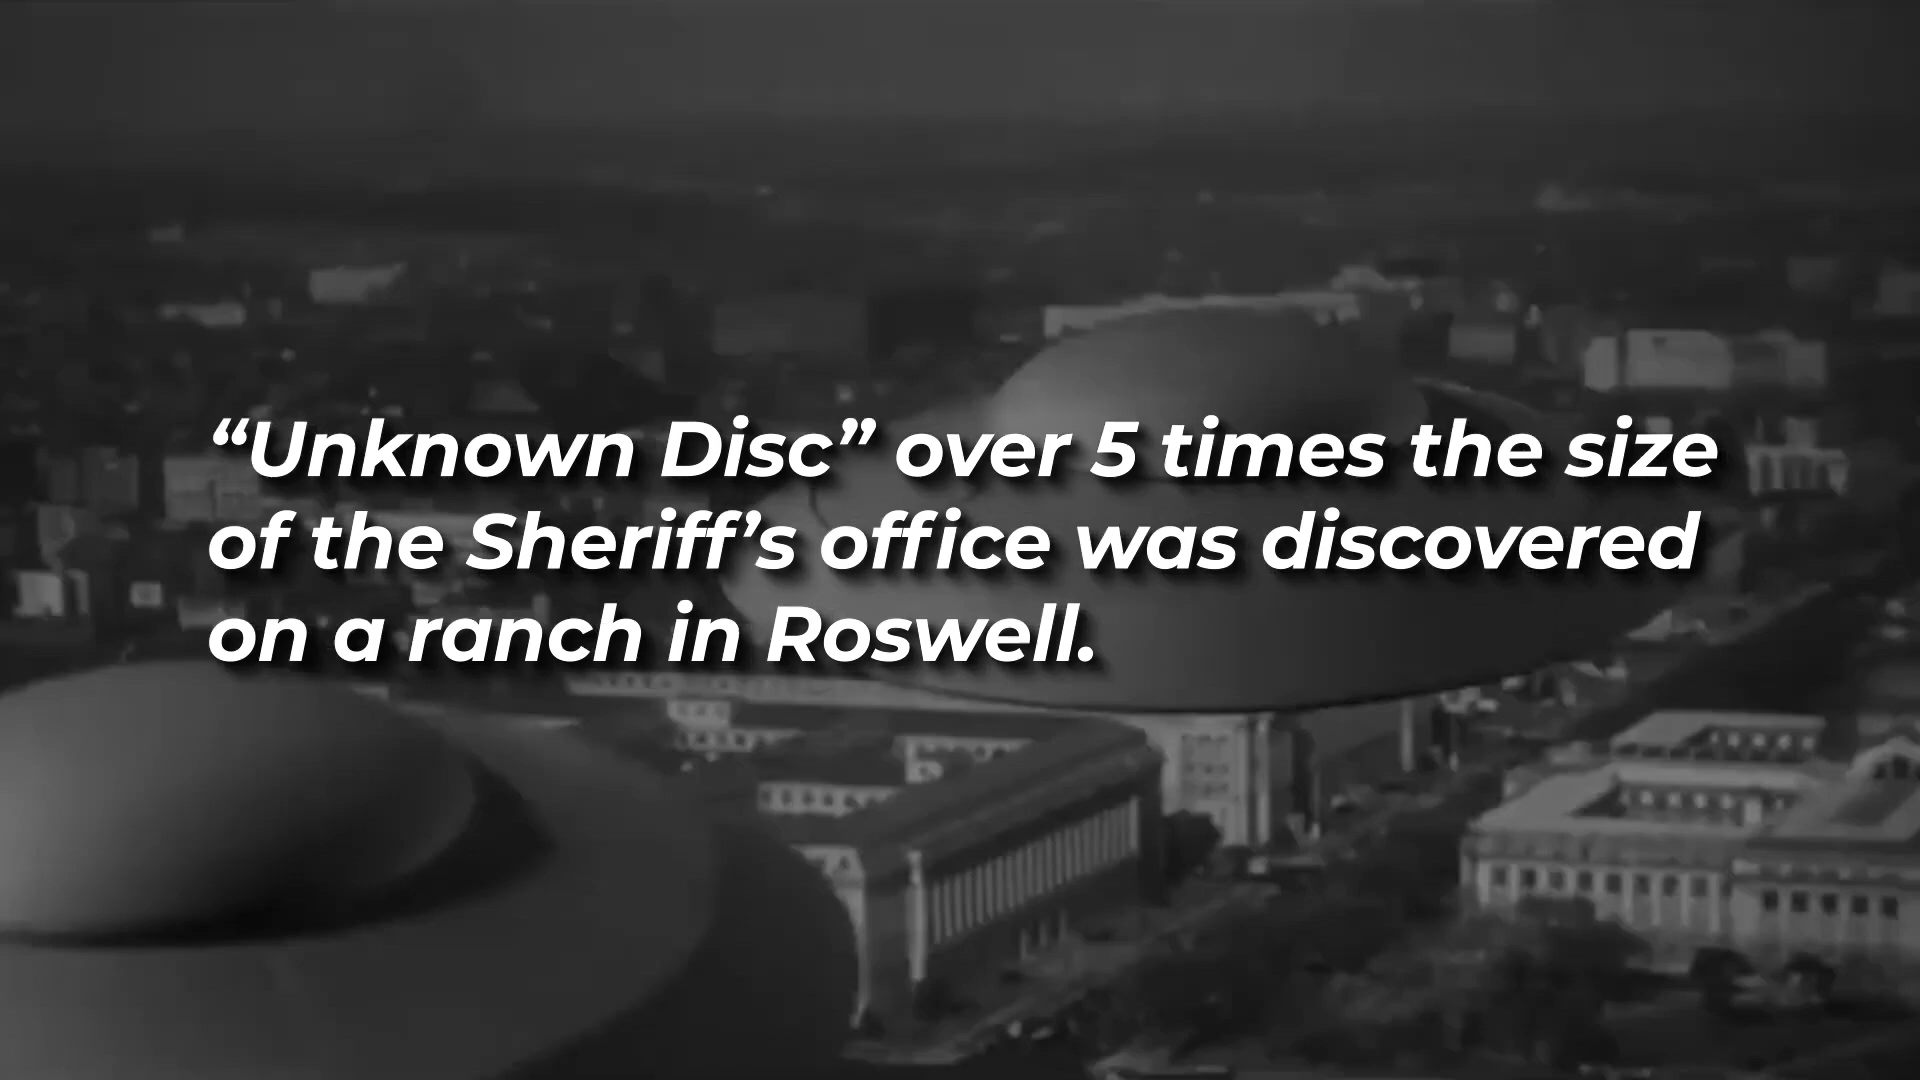 “Unknown Disc” over 5 times the size
of the Sheriff’s office was discovered
on a ranch in Roswell.